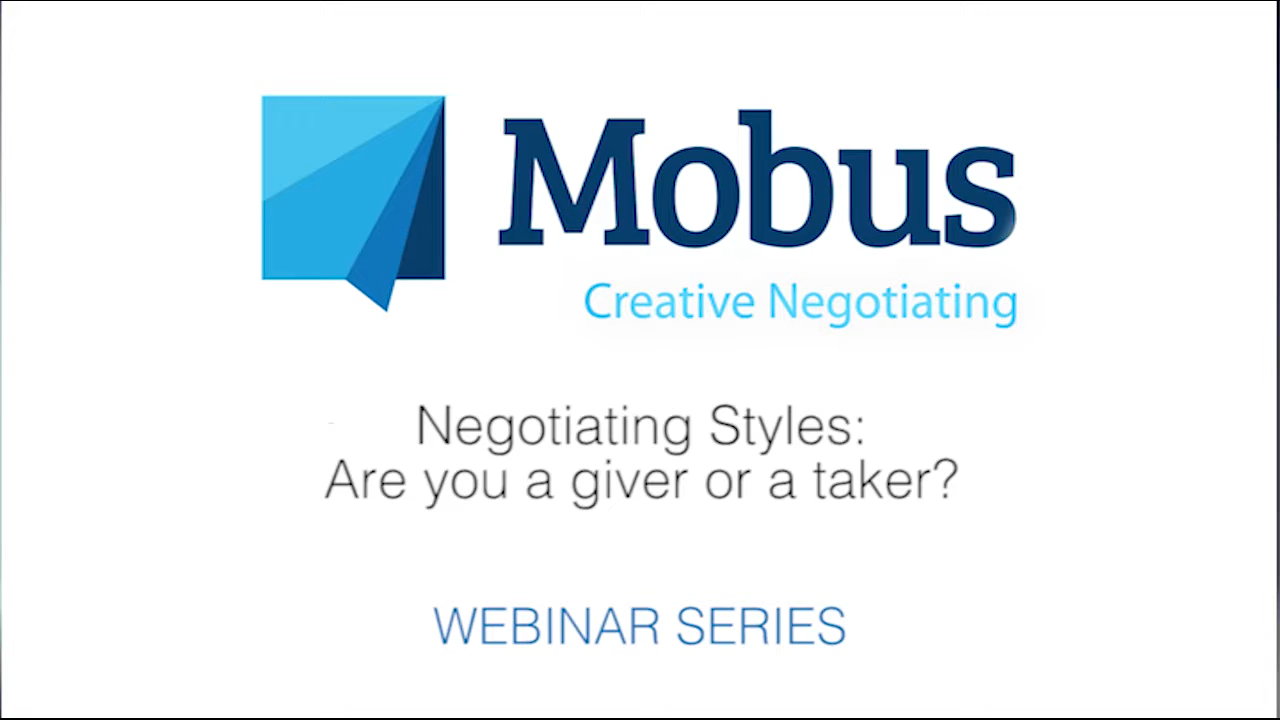 Mobus
Creative Negotiating
Negotiating Styles:
Are you a giver or a taker?
WEBINAR SERIES